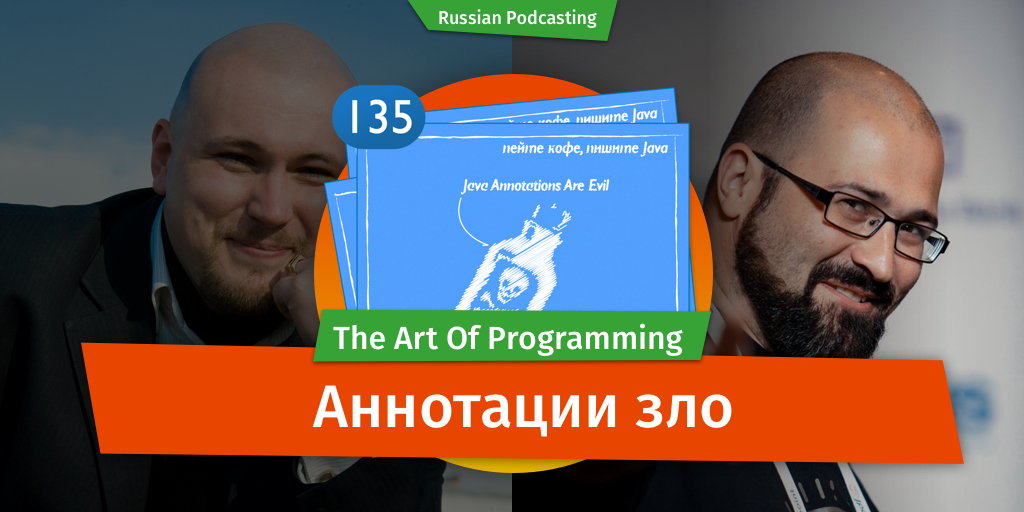 Russian Podcasting
135
кофе, пишите Java
пейте кофе, пишите Java
Java Annotations Are Evil
The Art Of Programming
Аннотации зло